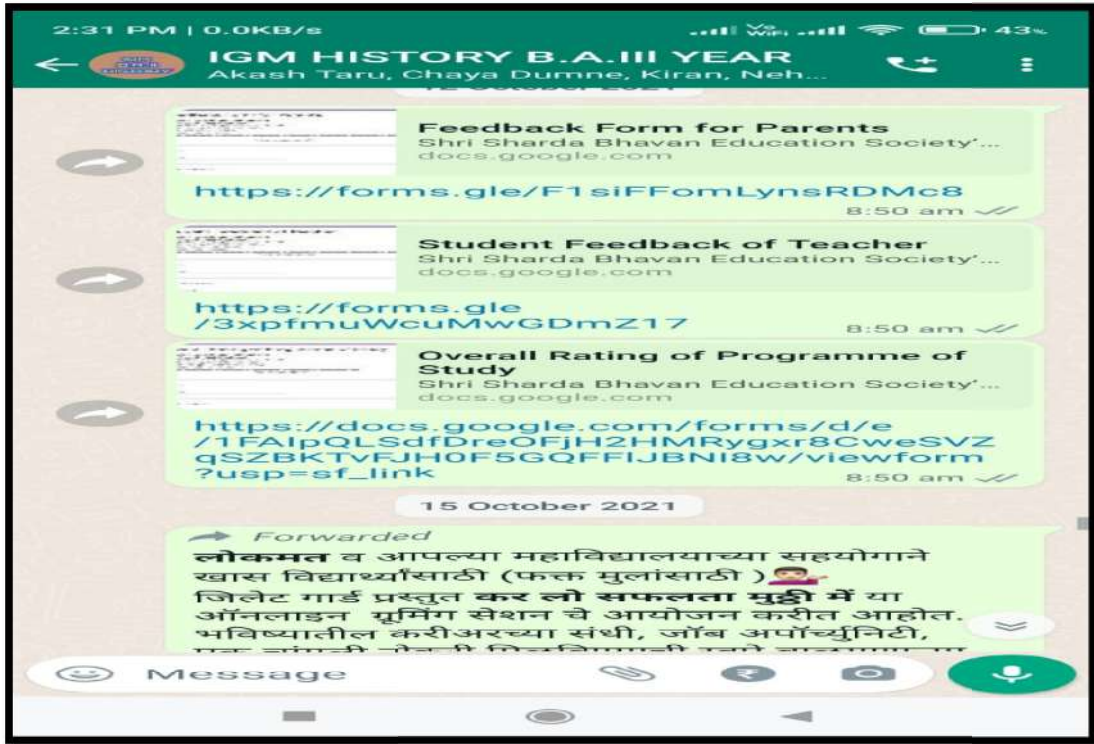 2:31 PM | 0.0KB/s
Vo
WiFi
43%
IGM HISTORY B.A.III YEAR
Akash Taru, Chaya Dumne, Kiran, Neh...
12 October 2021
Feedback Form for Parents
Shri Sharda Bhavan Education Society'...
docs.google.com
https://forms.gle/F1siFFomLynsRDMc8
8:50 am
Student Feedback of Teacher
Shri Sharda Bhavan Education Society'...
docs.google.com
https://forms.gle
/3xpfmuWcuMwGDmZ17
8:50 am
Overall Rating of Programme of
Study
Shri Sharda Bhavan Education Society'...
docs.google.com
https://docs.google.com/forms/d/e
/1FAIpQLSdfDreOFjH2HMRygxr8CweSVZ
qSZBKTvFJH0F5GQFFIJBNI8w/viewform
?usp=sf_link
8:50 am
15 October 2021
Forwarded
लोकमत व आपल्या महाविद्यालयाच्या सहयोगाने
खास विद्यार्थ्यांसाठी (फक्त मुलांसाठी )
जिलेट गार्ड प्रस्तुत कर लो सफलता मुट्ठी में या
ऑनलाइन ग्रूमिंग सेशन चे आयोजन करीत आहोत.
भविष्यातील करीअरच्या संधी, जॉब अपॉर्च्युनिटी,
Message